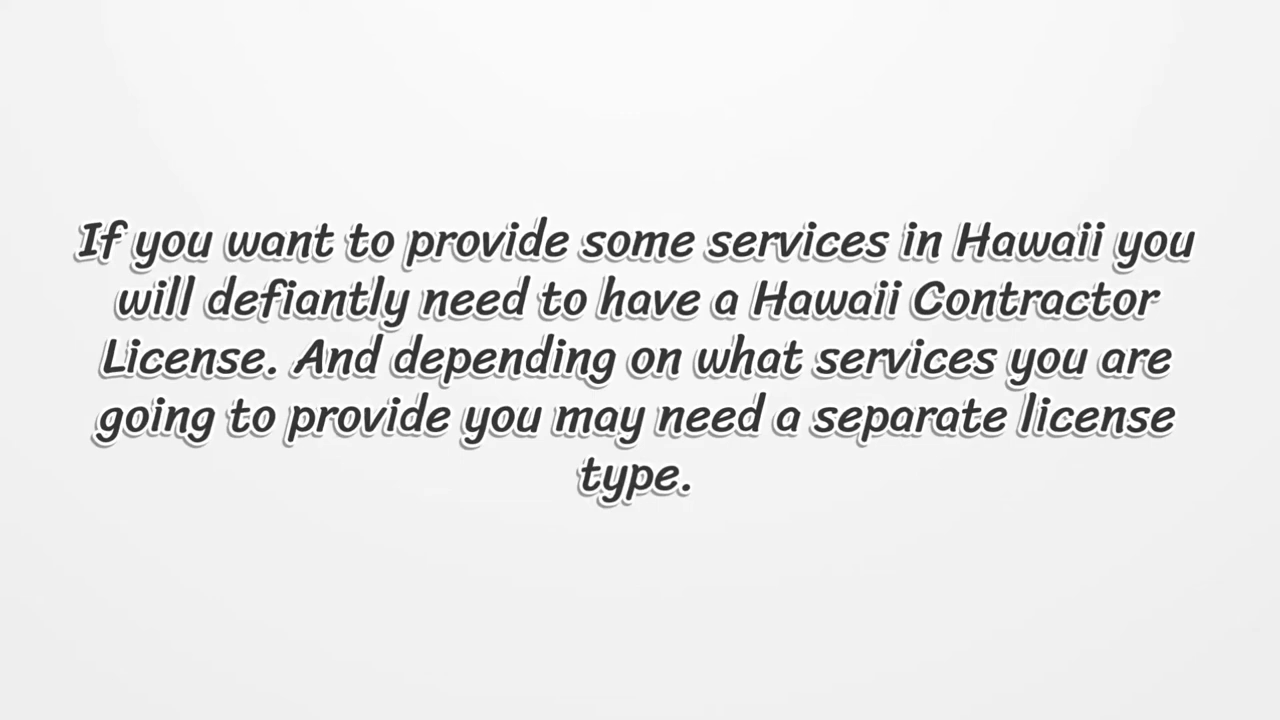 If you want to provide some services in Hawaii you
will defiantly need to have a Hawaii Contractor
License. And depending on what services you are
going to provide you may need a separate license
type.